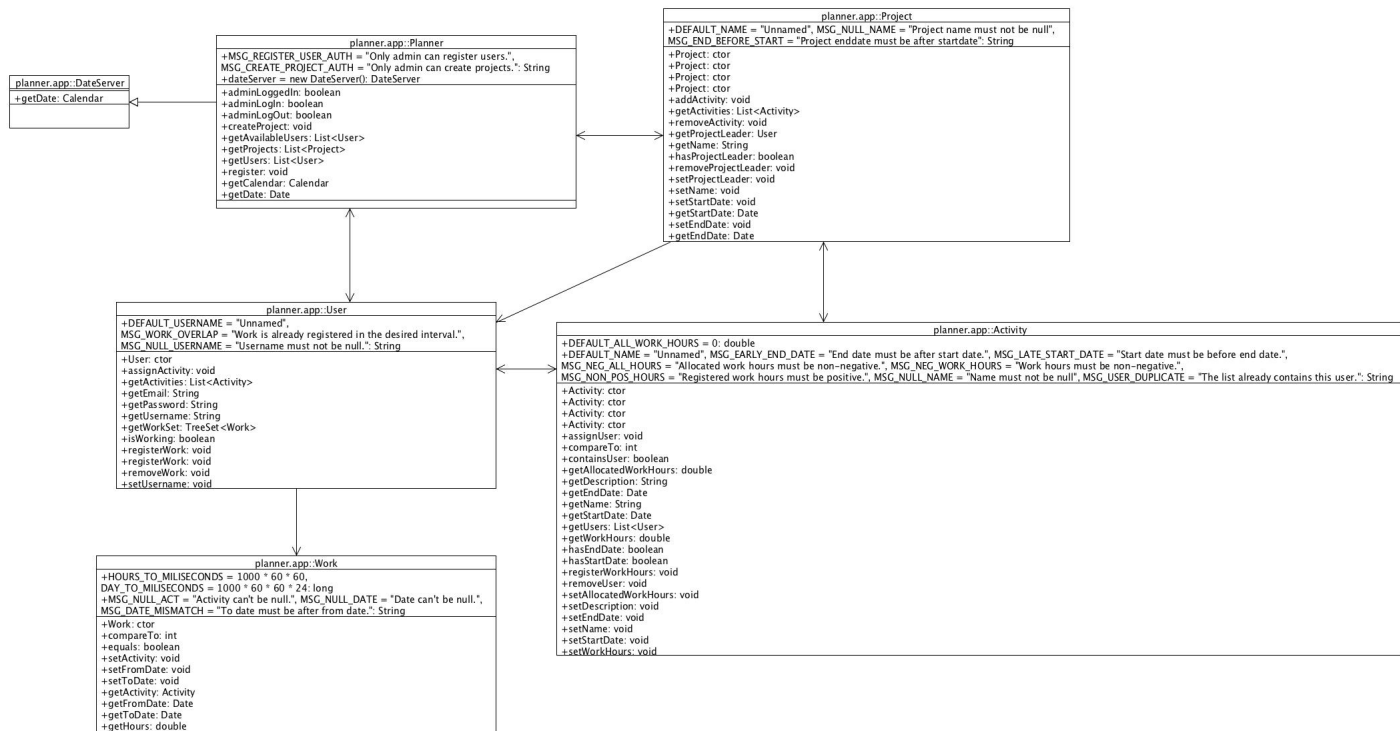 planner.app::Project
+DEFAULT_NAME = "Unnamed", MSG_NULL_NAME = "Project name must not be null",
MSG_END_BEFORE_START = "Project enddate must be after startdate": String
+Project: ctor
+Project: ctor
+Project: ctor
+Project: ctor
+addActivity: void
+getActivities: List<Activity>
+removeActivity: void
+getProjectLeader: User
+getName: String
+hasProjectLeader: boolean
+removeProjectLeader: void
+setProjectLeader: void
+setName: void
+setStartDate: void
+getStartDate: Date
+setEndDate: void
+getEndDate: Date
planner.app::Planner
+MSG_REGISTER_USER_AUTH = "Only admin can register users.",
MSG_CREATE_PROJECT_AUTH = "Only admin can create projects.": String
+dateServer = new DateServer(): DateServer
+adminLoggedIn: boolean
+adminLogIn: boolean
+adminLogOut: boolean
+createProject: void
+getAvailableUsers: List<User>
+getProjects: List<Project>
+getUsers: List<User>
+register: void
+getCalendar: Calendar
+getDate: Date
planner.app::DateServer
+getDate: Calendar
planner.app::User
+DEFAULT_USERNAME = "Unnamed",
MSG_WORK_OVERLAP = "Work is already registered in the desired interval.",
MSG_NULL_USERNAME = "Username must not be null.": String
+User: ctor
+assignActivity: void
+getActivities: List<Activity>
+getEmail: String
+getPassword: String
+getUsername: String
+getWorkSet: TreeSet<Work>
+isWorking: boolean
+registerWork: void
+registerWork: void
+removeWork: void
+setUsername: void
planner.app::Activity
+DEFAULT_ALL_WORK_HOURS = 0: double
+DEFAULT_NAME = "Unnamed", MSG_EARLY_END_DATE = "End date must be after start date.", MSG_LATE_START_DATE = "Start date must be before end date.",
MSG_NEG_ALL_HOURS = "Allocated work hours must be non-negative.", MSG_NEG_WORK_HOURS = "Work hours must be non-negative.",
MSG_NON_POS_HOURS = "Registered work hours must be positive.", MSG_NULL_NAME = "Name must not be null", MSG_USER_DUPLICATE = "The list already contains this user.": String
+Activity: ctor
+Activity: ctor
+Activity: ctor
+Activity: ctor
+assignUser: void
+compareTo: int
+containsUser: boolean
+getAllocatedWorkHours: double
+getDescription: String
+getEndDate: Date
+getName: String
+getStartDate: Date
+getUsers: List<User>
+getWorkHours: double
+hasEndDate: boolean
+hasStartDate: boolean
+registerWorkHours: void
+removeUser: void
+setAllocatedWorkHours: void
+setDescription: void
+setEndDate: void
+setName: void
+setStartDate: void
+setWorkHours: void
planner.app::Work
+HOURS_TO_MILISECONDS = 1000 * 60 * 60,
DAY_TO_MILISECONDS = 1000 * 60 * 60 * 24: long
+MSG_NULL_ACT = "Activity can't be null.", MSG_NULL_DATE = "Date can't be null.",
MSG_DATE_MISMATCH = "To date must be after from date.": String
+Work: ctor
+compareTo: int
+equals: boolean
+setActivity: void
+setFromDate: void
+setToDate: void
+getActivity: Activity
+getFromDate: Date
+getToDate: Date
+getHours: double